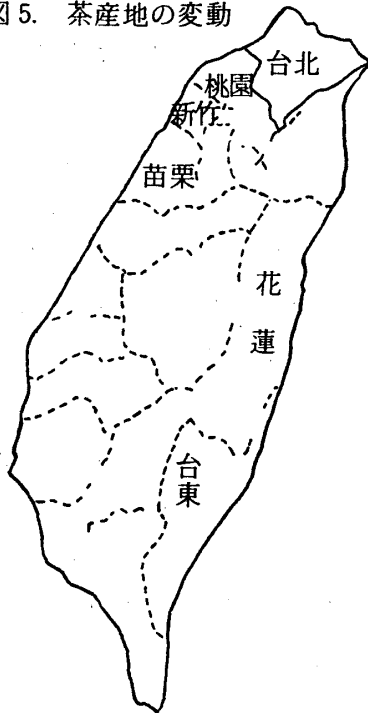 図5. 茶産地の変動
台北
桃園
新竹
苗栗
花
蓮
台
東